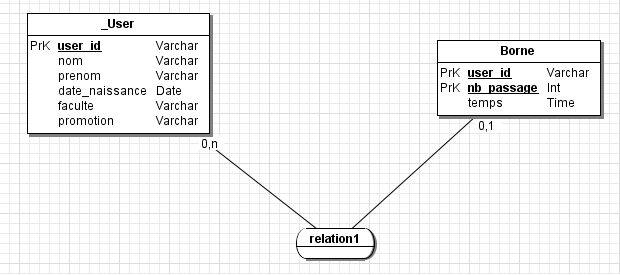 _User
PrK user_id Varchar
nom Varchar
prenom Varchar
date_naissance Date
faculte Varchar
promotion Varchar
0,n
Borne
PrK user_id Varchar
PrK nb_passage Int
temps Time
0,1
relation1